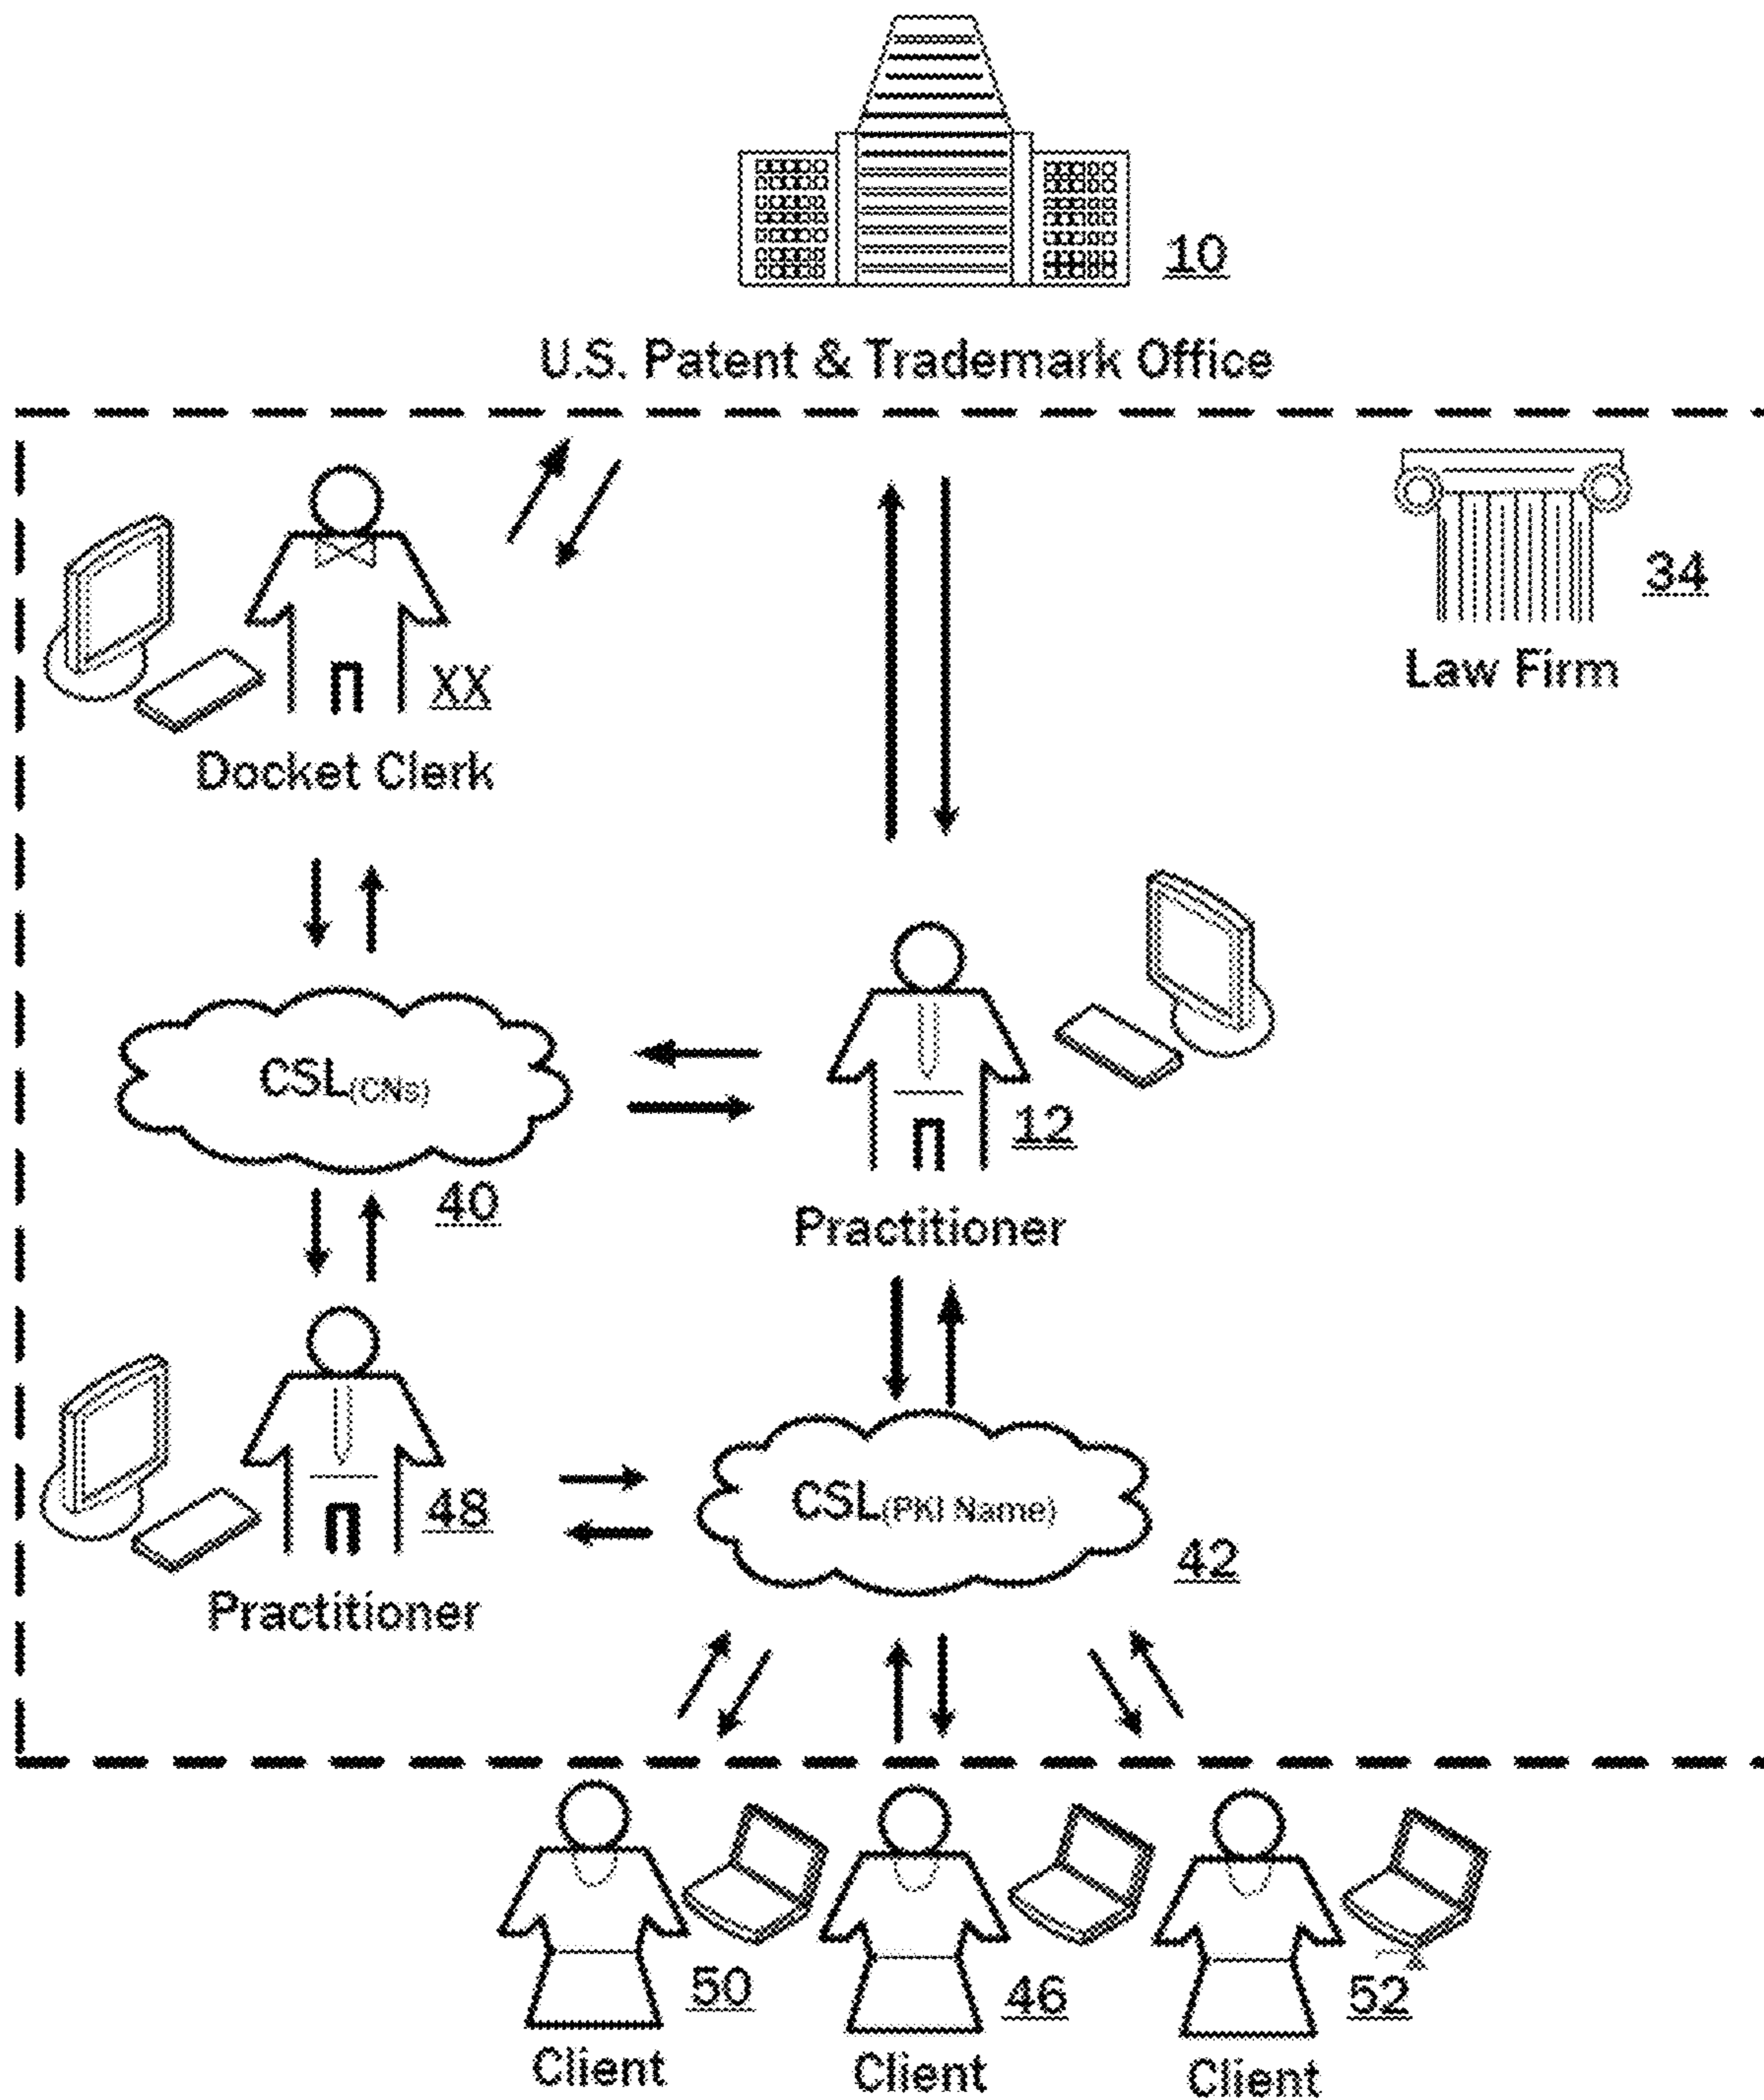 10
U.S. Patent & Trademark Office
34
Law Firm
XX
Docket Clerk
CSL(CNs)
12
40
Practitioner
CSL(PKI Name)
48
42
Practitioner
50
46
52
Client
Client
Client